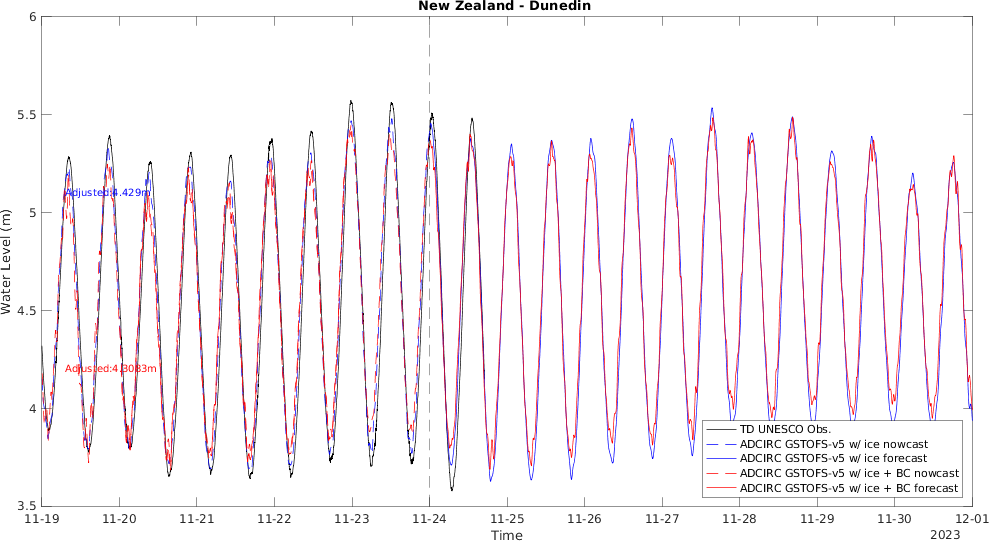 New Zealand - Dunedin
6
5.5
5
4.5
4
3.5
Water Level (m)
Adjusted:4.429m
Adjusted:4.3083m
TD UNESCO Obs.
ADCIRC GSTOFS-v5 w/ ice nowcast
ADCIRC GSTOFS-v5 w/ ice forecast
ADCIRC GSTOFS-v5 w/ ice + BC nowcast
ADCIRC GSTOFS-v5 w/ ice + BC forecast
11-19 11-20 11-21 11-22 11-23 11-24 11-25 11-26 11-27 11-28 11-29 11-30 12-01
Time
2023